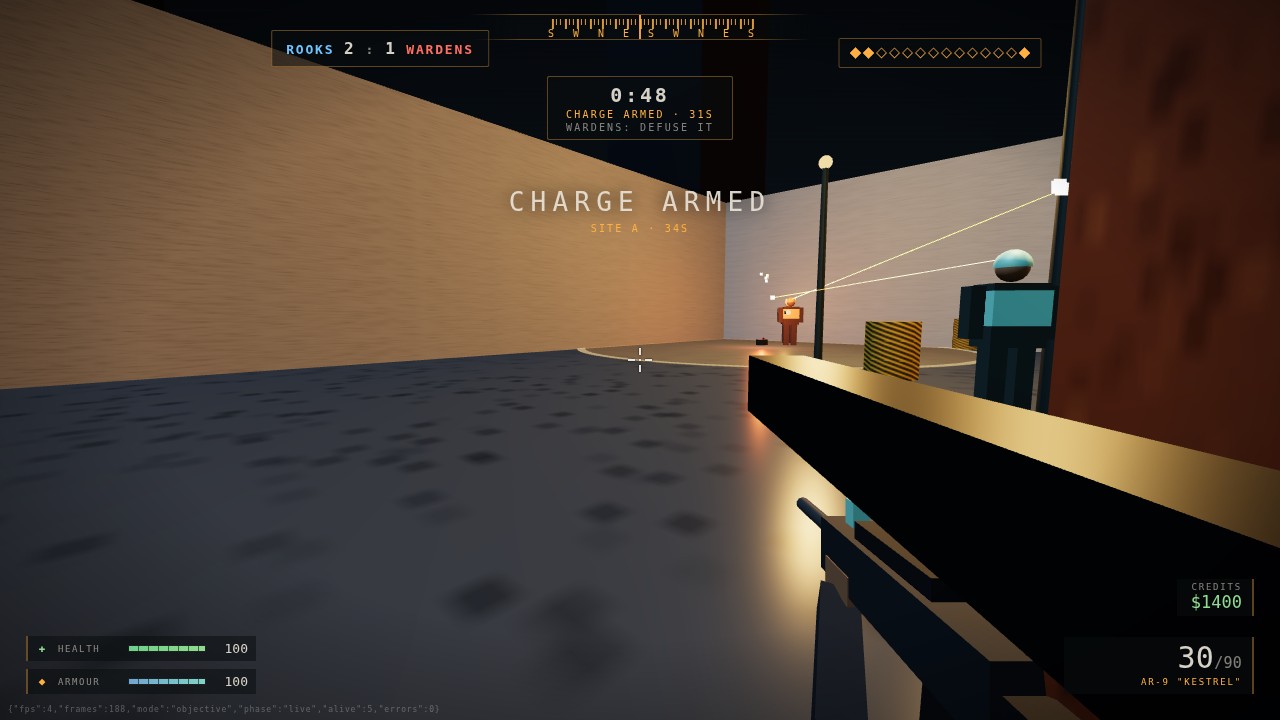 S W N E S W N E S
ROOKS 2 : 1 WARDENS
0:48
CHARGE ARMED · 31S
WARDENS: DEFUSE IT
CHARGE ARMED
SITE A · 34S
CREDITS
$1400
✚ HEALTH 100
◆ ARMOUR 100
30/90
AR-9 "KESTREL"
{"fps":4,"frames":188,"mode":"objective","phase":"live","alive":5,"errors":0}